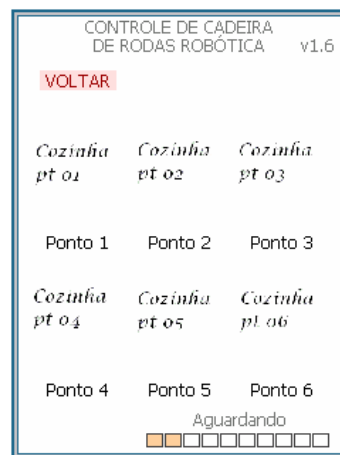 CONTROLE DE CADEIRA
DE RODAS ROBÓTICA v1.6
VOLTAR
Cozinha Cozinha Cozinha
pt 01 pt 02 pt 03
Ponto 1 Ponto 2 Ponto 3
Cozinha Cozinha Cozinha
pt 04 pt 05 pt 06
Ponto 4 Ponto 5 Ponto 6
Aguardando